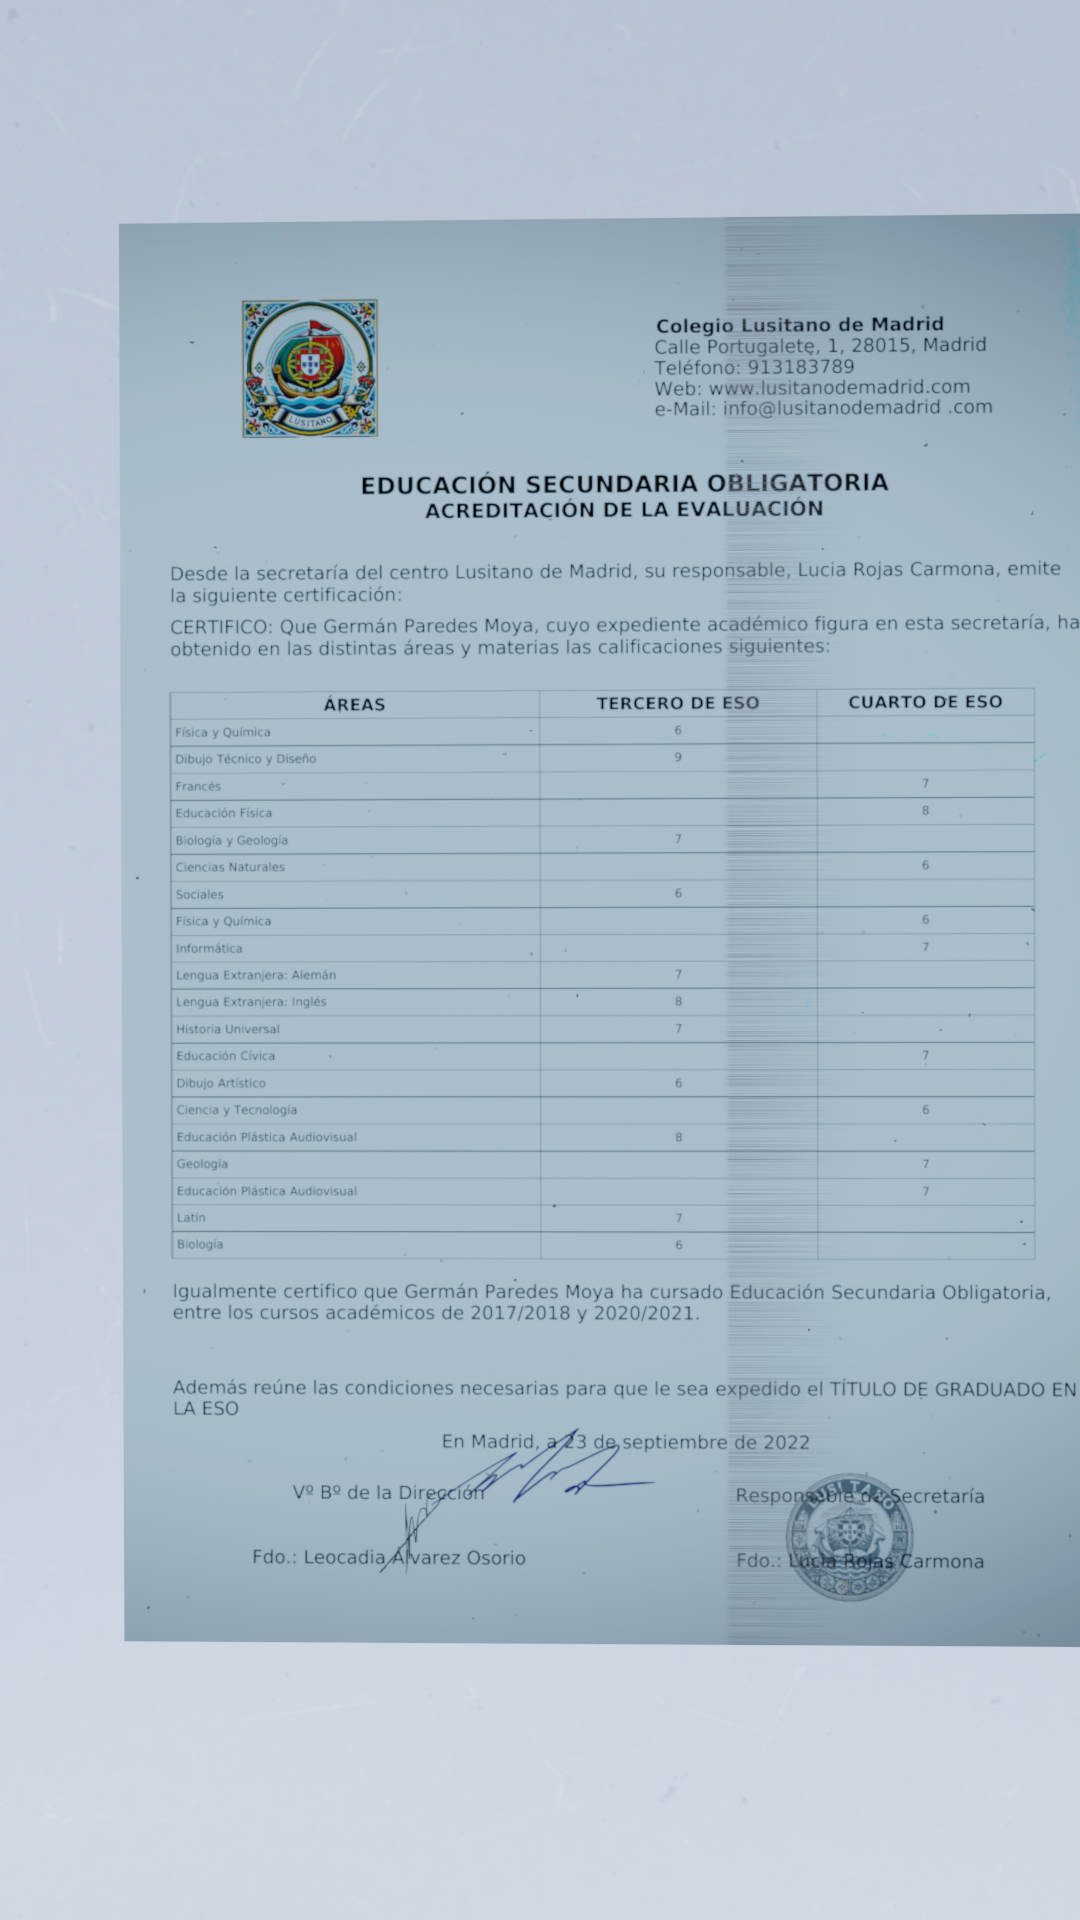 LUSITANO
Colegio Lusitano de Madrid
Calle Portugalete, 1, 28015, Madrid
Teléfono: 913183789
Web: www.lusitanodemadrid.com
e-Mail: info@lusitanodemadrid .com
EDUCACIÓN SECUNDARIA OBLIGATORIA
ACREDITACIÓN DE LA EVALUACIÓN
Desde la secretaría del centro Lusitano de Madrid, su responsable, Lucia Rojas Carmona, emite
la siguiente certificación:
CERTIFICO: Que Germán Paredes Moya, cuyo expediente académico figura en esta secretaría, ha
obtenido en las distintas áreas y materias las calificaciones siguientes:
ÁREAS TERCERO DE ESO CUARTO DE ESO
Física y Química 6
Dibujo Técnico y Diseño 9
Francés 7
Educación Física 8
Biología y Geología 7
Ciencias Naturales 6
Sociales 6
Física y Química 6
Informática 7
Lengua Extranjera: Alemán 7
Lengua Extranjera: Inglés 8
Historia Universal 7
Educación Cívica 7
Dibujo Artístico 6
Ciencia y Tecnología 6
Educación Plástica Audiovisual 8
Geología 7
Educación Plástica Audiovisual 7
Latín 7
Biología 6
Igualmente certifico que Germán Paredes Moya ha cursado Educación Secundaria Obligatoria,
entre los cursos académicos de 2017/2018 y 2020/2021.
Además reúne las condiciones necesarias para que le sea expedido el TÍTULO DE GRADUADO EN
LA ESO
En Madrid, a 23 de septiembre de 2022
Vº Bº de la Dirección Responsable de Secretaría
LUSITANO
Fdo.: Leocadia Álvarez Osorio Fdo.: Lucia Rojas Carmona